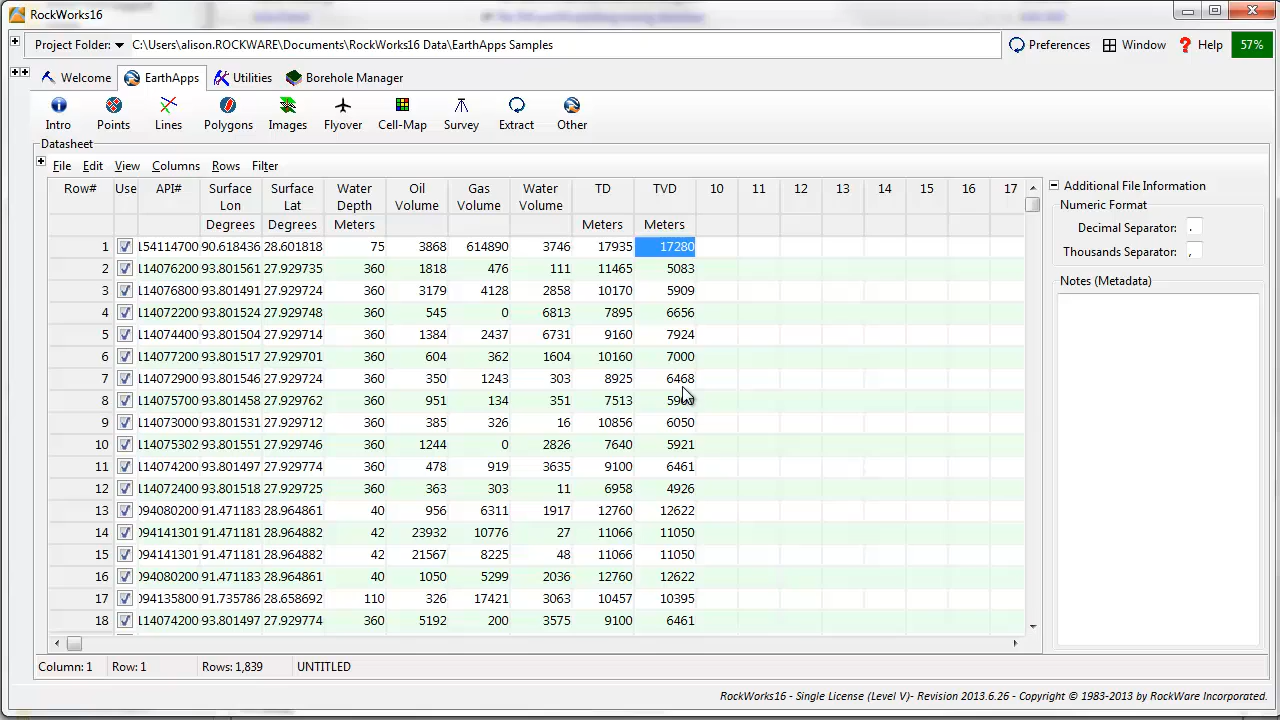 RockWorks16
Project Folder: C:\Users\alison.ROCKWARE\Documents\RockWorks16 Data\EarthApps Samples Preferences Window Help 57%
Welcome EarthApps Utilities Borehole Manager
Intro Points Lines Polygons Images Flyover Cell-Map Survey Extract Other
Datasheet
File Edit View Columns Rows Filter
Row# Use API# Surface Lon Surface Lat Water Depth Oil Volume Gas Volume Water Volume TD TVD 10 11 12 13 14 15 16 17
Degrees Degrees Meters Meters Meters
1 154114700 90.618436 28.601818 75 3868 614890 3746 17935 17280
2 114076200 93.801561 27.929735 360 1818 476 111 11465 5083
3 114076800 93.801491 27.929724 360 3179 4128 2858 10170 5909
4 114072200 93.801524 27.929748 360 545 0 6813 7895 6656
5 114074400 93.801504 27.929714 360 1384 2437 6731 9160 7924
6 114077200 93.801517 27.929701 360 604 362 1604 10160 7000
7 114072900 93.801546 27.929724 360 350 1243 303 8925 6468
8 114075700 93.801458 27.929762 360 951 134 351 7513
9 114073000 93.801531 27.929712 360 385 326 16 10856 6050
10 114075302 93.801551 27.929746 360 1244 0 2826 7640 5921
11 114074200 93.801497 27.929774 360 478 919 3635 9100 6461
12 114072400 93.801518 27.929725 360 363 303 11 6958 4926
13 094080200 91.471183 28.964861 40 956 6311 1917 12760 12622
14 094141301 91.471181 28.964882 42 23932 10776 27 11066 11050
15 094141301 91.471181 28.964882 42 21567 8225 48 11066 11050
16 094080200 91.471183 28.964861 40 1050 5299 2036 12760 12622
17 094135800 91.735786 28.658692 110 326 17421 3063 10457 10395
18 114074200 93.801497 27.929774 360 5192 200 3575 9100 6461
Additional File Information
Numeric Format
Decimal Separator: .
Thousands Separator: ,
Notes (Metadata)
Column: 1 Row: 1 Rows: 1,839 UNTITLED
RockWorks16 - Single License (Level V)- Revision 2013.6.26 - Copyright © 1983-2013 by RockWare Incorporated.